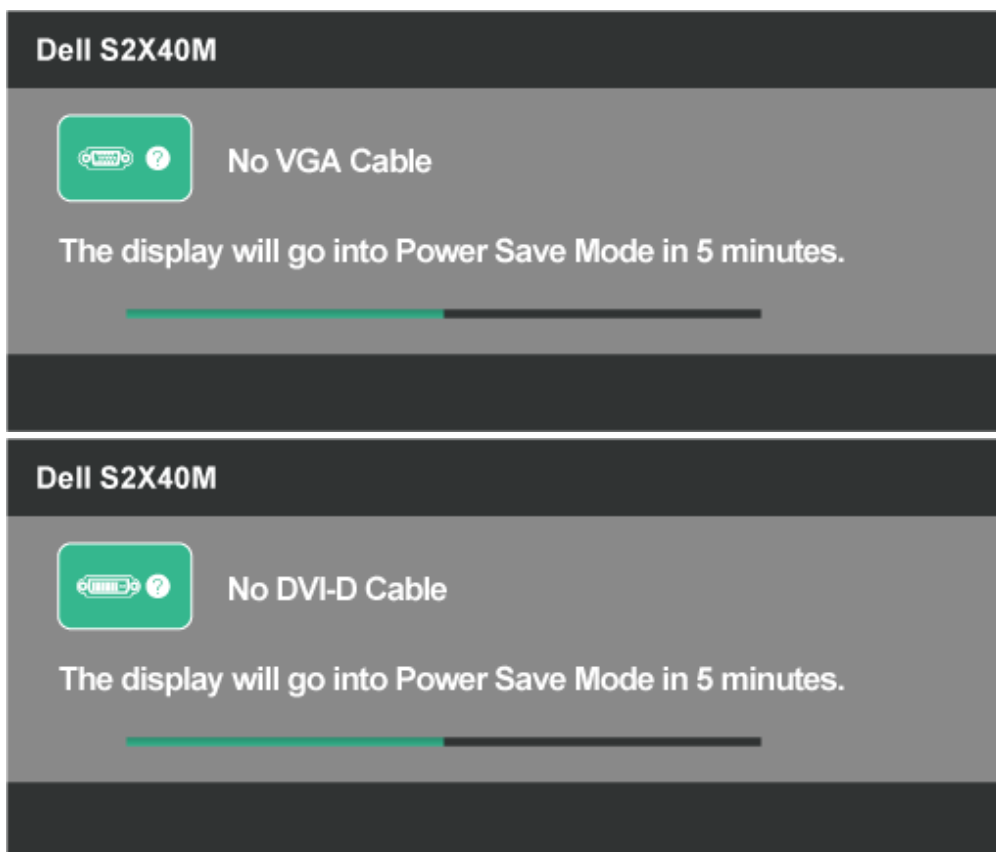 Dell S2X40M
No VGA Cable
The display will go into Power Save Mode in 5 minutes.
Dell S2X40M
No DVI-D Cable
The display will go into Power Save Mode in 5 minutes.